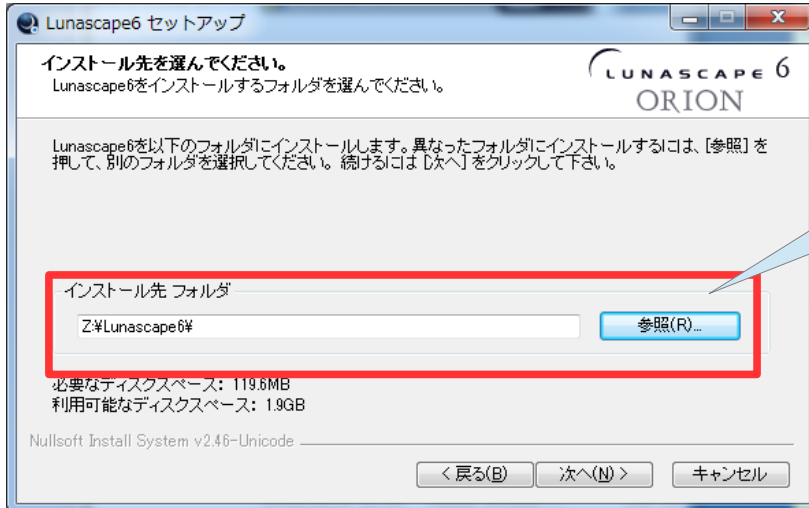 Lunascape6 セットアップ
インストール先を選んでください。
Lunascape6をインストールするフォルダを選んでください。
LUNASCAPE 6
ORION
Lunascape6を以下のフォルダにインストールします。異なったフォルダにインストールするには、[参照] を
押して、別のフォルダを選択してください。 続けるには [次へ] をクリックして下さい。
インストール先 フォルダ
Z:¥Lunascape6¥
参照(R)...
必要なディスクスペース: 119.6MB
利用可能なディスクスペース: 1.9GB
Nullsoft Install System v2.46-Unicode
< 戻る(B)
次へ(N) >
キャンセル